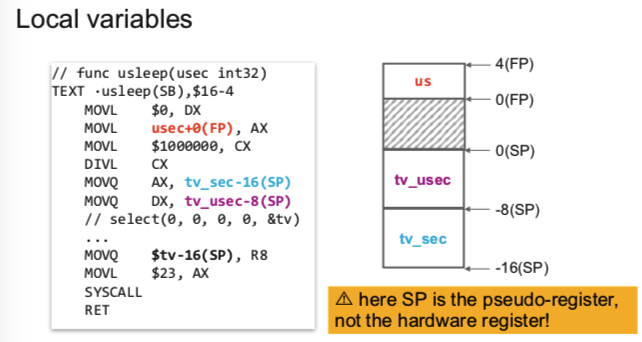 Local variables
// func usleep(usec int32)
TEXT ·usleep(SB),$16-4
MOVL $0, DX
MOVL usec+0(FP), AX
MOVL $1000000, CX
DIVL CX
MOVQ AX, tv_sec-16(SP)
MOVQ DX, tv_usec-8(SP)
// select(0, 0, 0, 0, &tv)
...
MOVQ $tv-16(SP), R8
MOVL $23, AX
SYSCALL
RET
4(FP)
us
0(FP)
0(SP)
tv_usec
-8(SP)
tv_sec
-16(SP)
⚠ here SP is the pseudo-register,
not the hardware register!